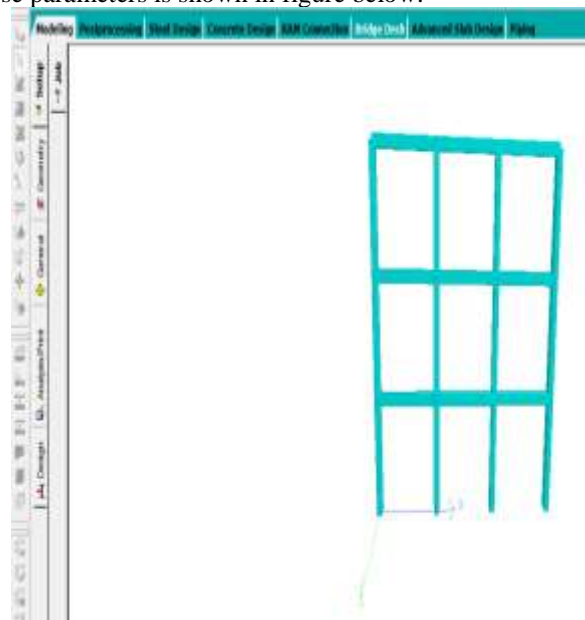 se parameters is shown in figure below.
Modeling Postprocessing Steel Design Concrete Design RAM Connection Bridge Deck Advanced Slab Design Piping
Setup
Job
Geometry
General
Analysis/Print
Design